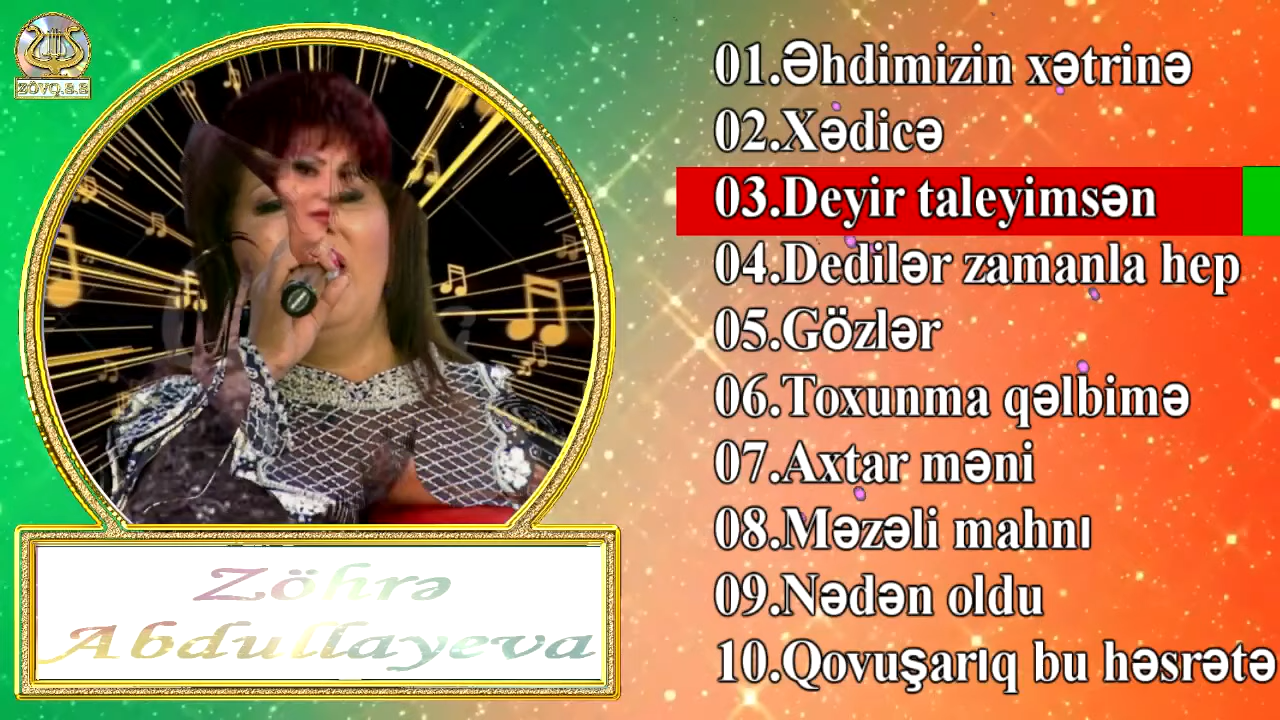 ZÖVQ.S.S
01.Əhdimizin xətrinə
02.Xədicə
03.Deyir taleyimsən
04.Dedilər zamanla hep
05.Gözlər
06.Toxunma qəlbimə
07.Axtar məni
08.Məzəli mahnı
09.Nədən oldu
10.Qovuşarıq bu həsrətə
Zöhrə
Abdullayeva